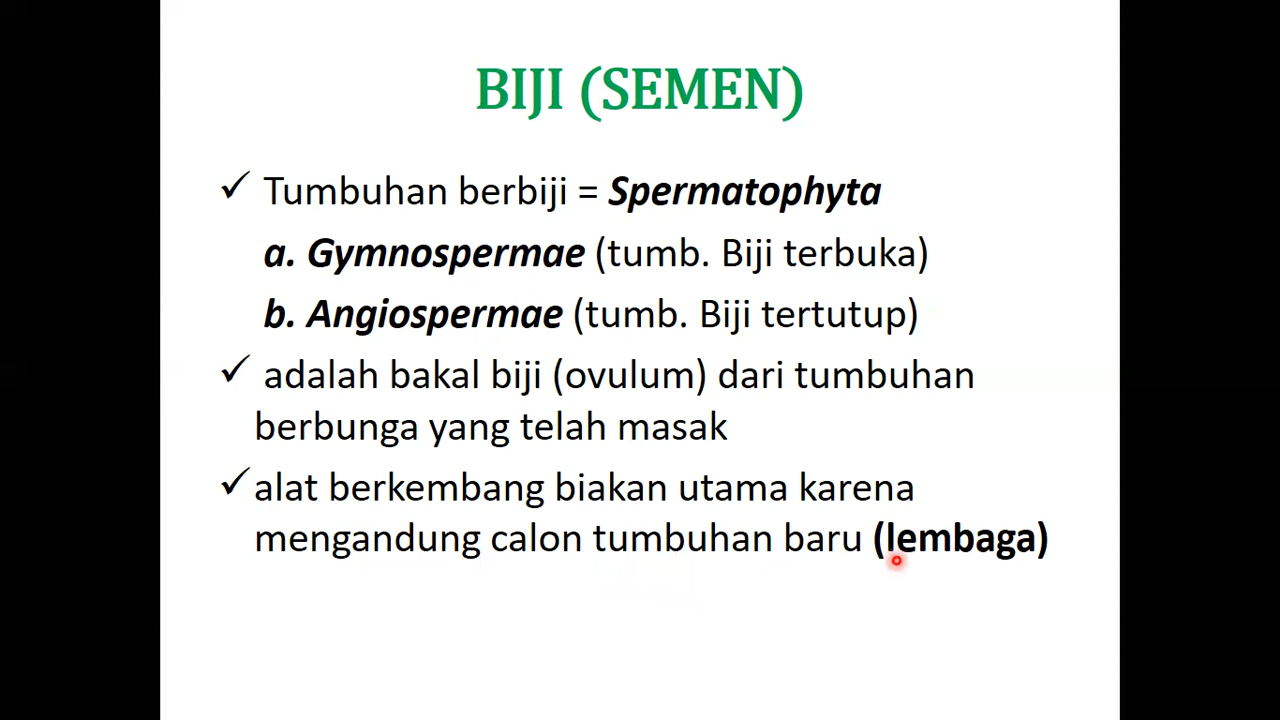 BIJI (SEMEN)
✓ Tumbuhan berbiji = Spermatophyta
a. Gymnospermae (tumb. Biji terbuka)
b. Angiospermae (tumb. Biji tertutup)
✓ adalah bakal biji (ovulum) dari tumbuhan
berbunga yang telah masak
✓ alat berkembang biakan utama karena
mengandung calon tumbuhan baru (lembaga)